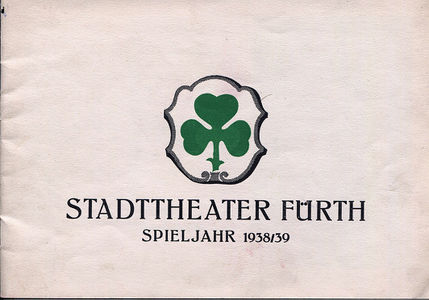 STADTTHEATER FÜRTH
SPIELJAHR 1938/39